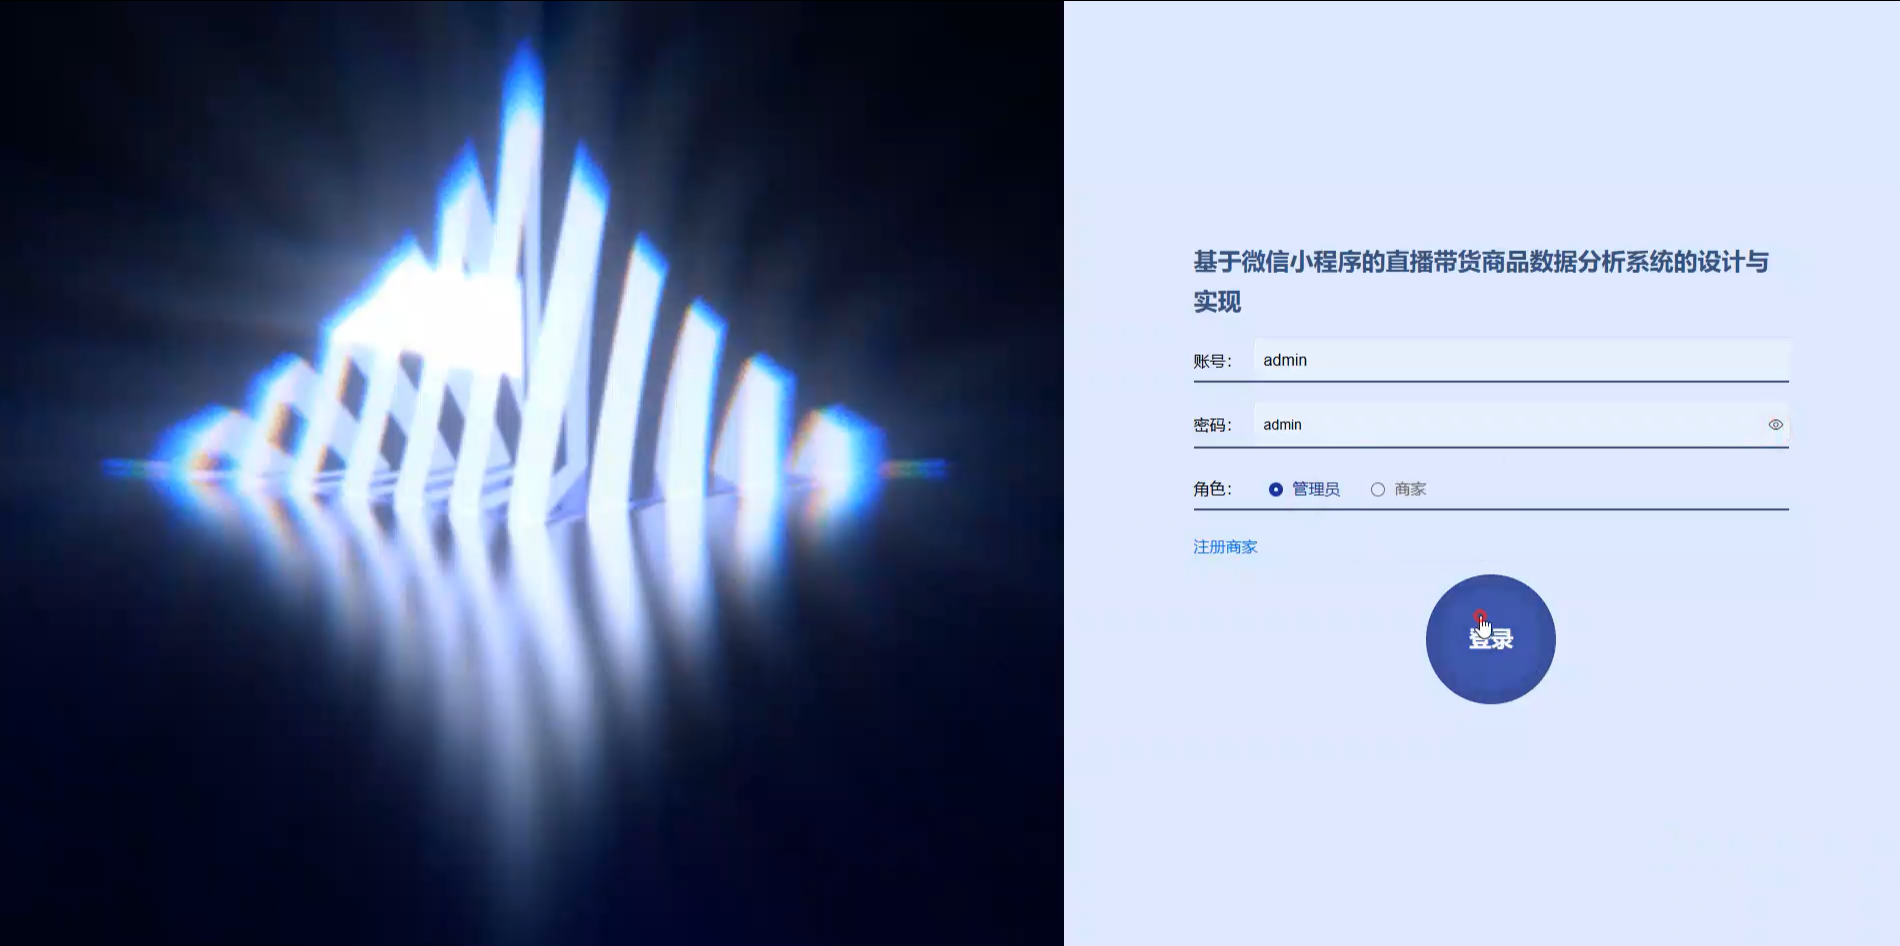 基于微信小程序的直播带货商品数据分析系统的设计与
实现
账号： admin
密码： admin
角色： 管理员 商家
注册商家
登录